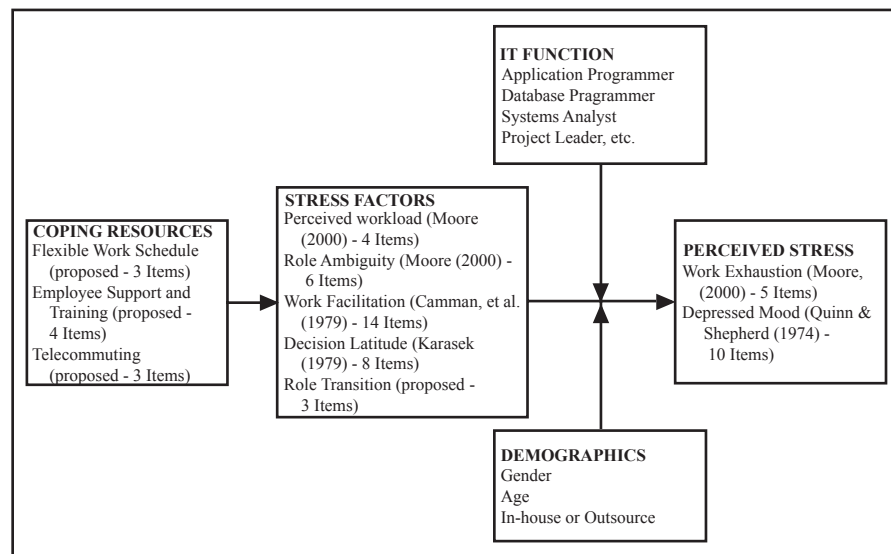 IT FUNCTION
Application Programmer
Database Pragrammer
Systems Analyst
Project Leader, etc.
COPING RESOURCES
Flexible Work Schedule
(proposed - 3 Items)
Employee Support and
Training (proposed -
4 Items)
Telecommuting
(proposed - 3 Items)
STRESS FACTORS
Perceived workload (Moore
(2000) - 4 Items)
Role Ambiguity (Moore (2000) -
6 Items)
Work Facilitation (Camman, et al.
(1979) - 14 Items)
Decision Latitude (Karasek
(1979) - 8 Items)
Role Transition (proposed -
3 Items)
PERCEIVED STRESS
Work Exhaustion (Moore,
(2000) - 5 Items)
Depressed Mood (Quinn &
Shepherd (1974) -
10 Items)
DEMOGRAPHICS
Gender
Age
In-house or Outsource